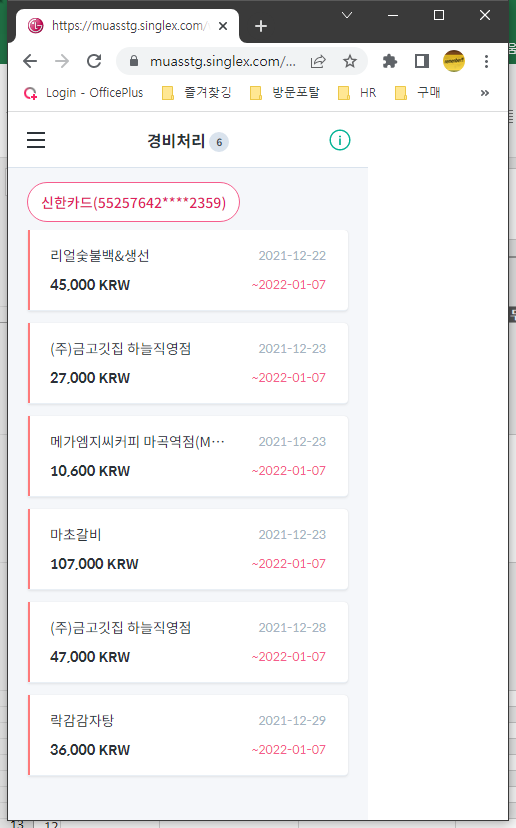 https://muasstg.singlex.com/
muasstg.singlex.com/...
Login - OfficePlus
즐겨찾깅
방문포탈
HR
구매
경비처리 6
신한카드(55257642****2359)
리얼숯불백&생선 2021-12-22
45,000 KRW ~2022-01-07
(주)금고깃집 하늘직영점 2021-12-23
27,000 KRW ~2022-01-07
메가엠지씨커피 마곡역점(M⋯ 2021-12-23
10,600 KRW ~2022-01-07
마초갈비 2021-12-23
107,000 KRW ~2022-01-07
(주)금고깃집 하늘직영점 2021-12-28
47,000 KRW ~2022-01-07
락감감자탕 2021-12-29
36,000 KRW ~2022-01-07
13 12